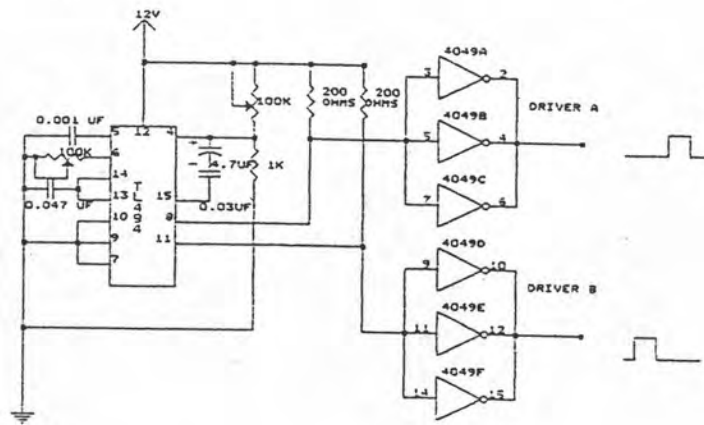 12V
4049A
3
2
100K
200 OHMS
200 OHMS
DRIVER A
4049B
5
4
0.001 UF
5
12
4
100K
6
+
-
4.7UF
1K
4049C
7
6
14
0.047 UF
13
TL494
15
0.03UF
10
8
9
11
7
4049D
9
10
DRIVER B
4049E
11
12
4049F
14
15